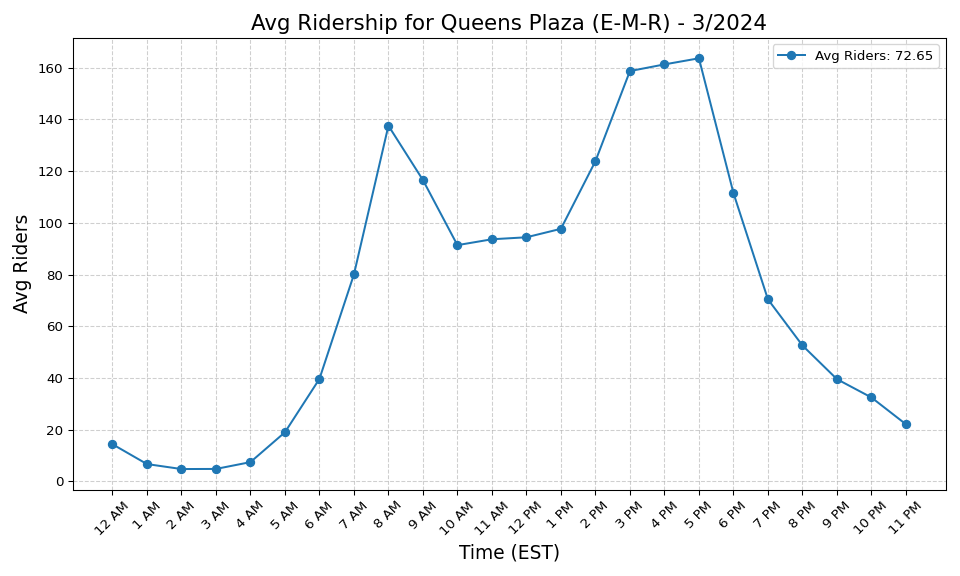 Avg Ridership for Queens Plaza (E-M-R) - 3/2024
Avg Riders: 72.65
Avg Riders
160
140
120
100
80
60
40
20
0
12 AM
1 AM
2 AM
3 AM
4 AM
5 AM
6 AM
7 AM
8 AM
9 AM
10 AM
11 AM
12 PM
1 PM
2 PM
3 PM
4 PM
5 PM
6 PM
7 PM
8 PM
9 PM
10 PM
11 PM
Time (EST)